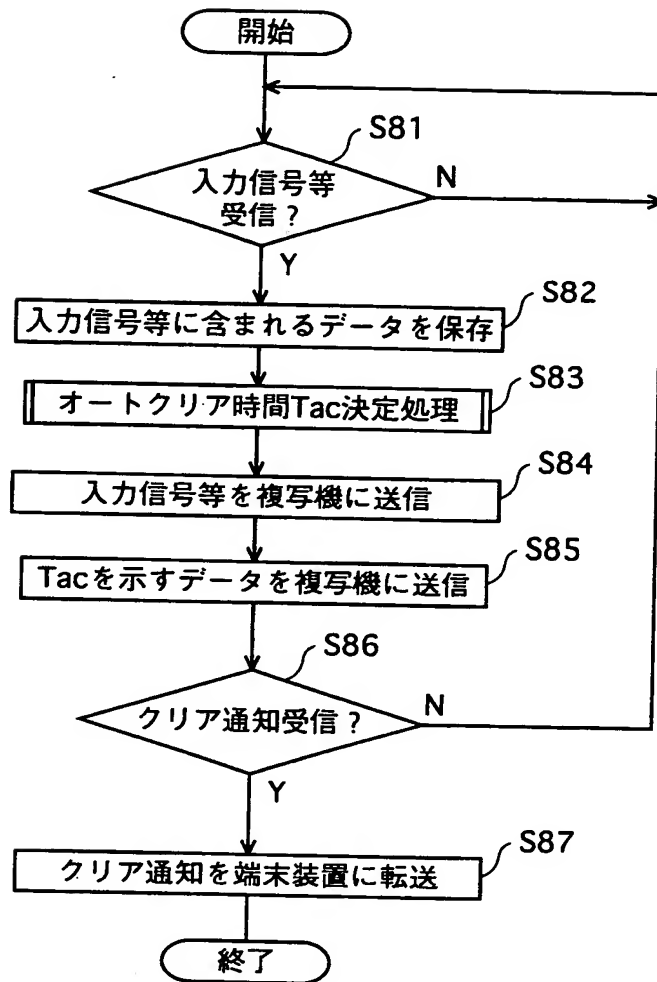 開始
S81
入力信号等
受信？
N
Y
S82
入力信号等に含まれるデータを保存
S83
オートクリア時間Tac決定処理
S84
入力信号等を複写機に送信
S85
Tacを示すデータを複写機に送信
S86
クリア通知受信？
N
Y
S87
クリア通知を端末装置に転送
終了